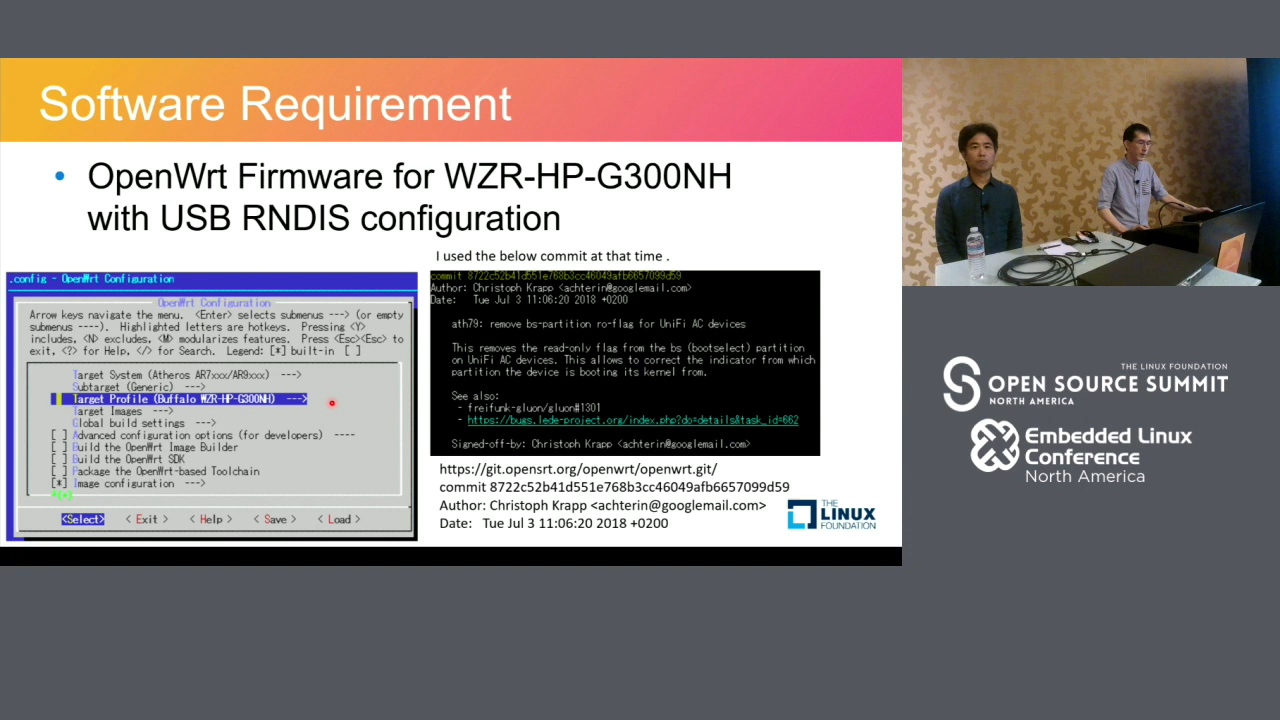 Software Requirement
• OpenWrt Firmware for WZR-HP-G300NH
with USB RNDIS configuration
I used the below commit at that time .
.config - OpenWrt Configuration
OpenWrt Configuration
Arrow keys navigate the menu. <Enter> selects submenus ---> (or empty
submenus ----). Highlighted letters are hotkeys. Pressing <Y>
includes, <N> excludes, <M> modularizes features. Press <Esc><Esc> to
exit, <?> for Help, </> for Search. Legend: [*] built-in [ ]
Target System (Atheros AR7xxx/AR9xxx) --->
Subtarget (Generic) --->
Target Profile (Buffalo WZR-HP-G300NH) --->
Target Images --->
Global build settings --->
[ ] Advanced configuration options (for developers) ----
[ ] Build the OpenWrt Image Builder
[ ] Build the OpenWrt SDK
[ ] Package the OpenWrt-based Toolchain
[*] Image configuration --->
<Select> < Exit > < Help > < Save > < Load >
commit 8722c52b41d551e768b3cc46049afb6657099d59
Author: Christoph Krapp <achterin@googlemail.com>
Date: Tue Jul 3 11:06:20 2018 +0200
ath79: remove bs-partition ro-flag for UniFi AC devices
This removes the read-only flag from the bs (bootselect) partition
on UniFi AC devices. This allows to correct the indicator from which
partition the device is booting its kernel from.
See also:
- freifunk-gluon/gluon#1301
- https://bugs.lede-project.org/index.php?do=details&task_id=662
Signed-off-by: Christoph Krapp <achterin@googlemail.com>
https://git.opensrt.org/openwrt/openwrt.git/
commit 8722c52b41d551e768b3cc46049afb6657099d59
Author: Christoph Krapp <achterin@googlemail.com>
Date: Tue Jul 3 11:06:20 2018 +0200
THE
LINUX
FOUNDATION
THE LINUX FOUNDATION
OPEN SOURCE SUMMIT
NORTH AMERICA
Embedded Linux
Conference
North America